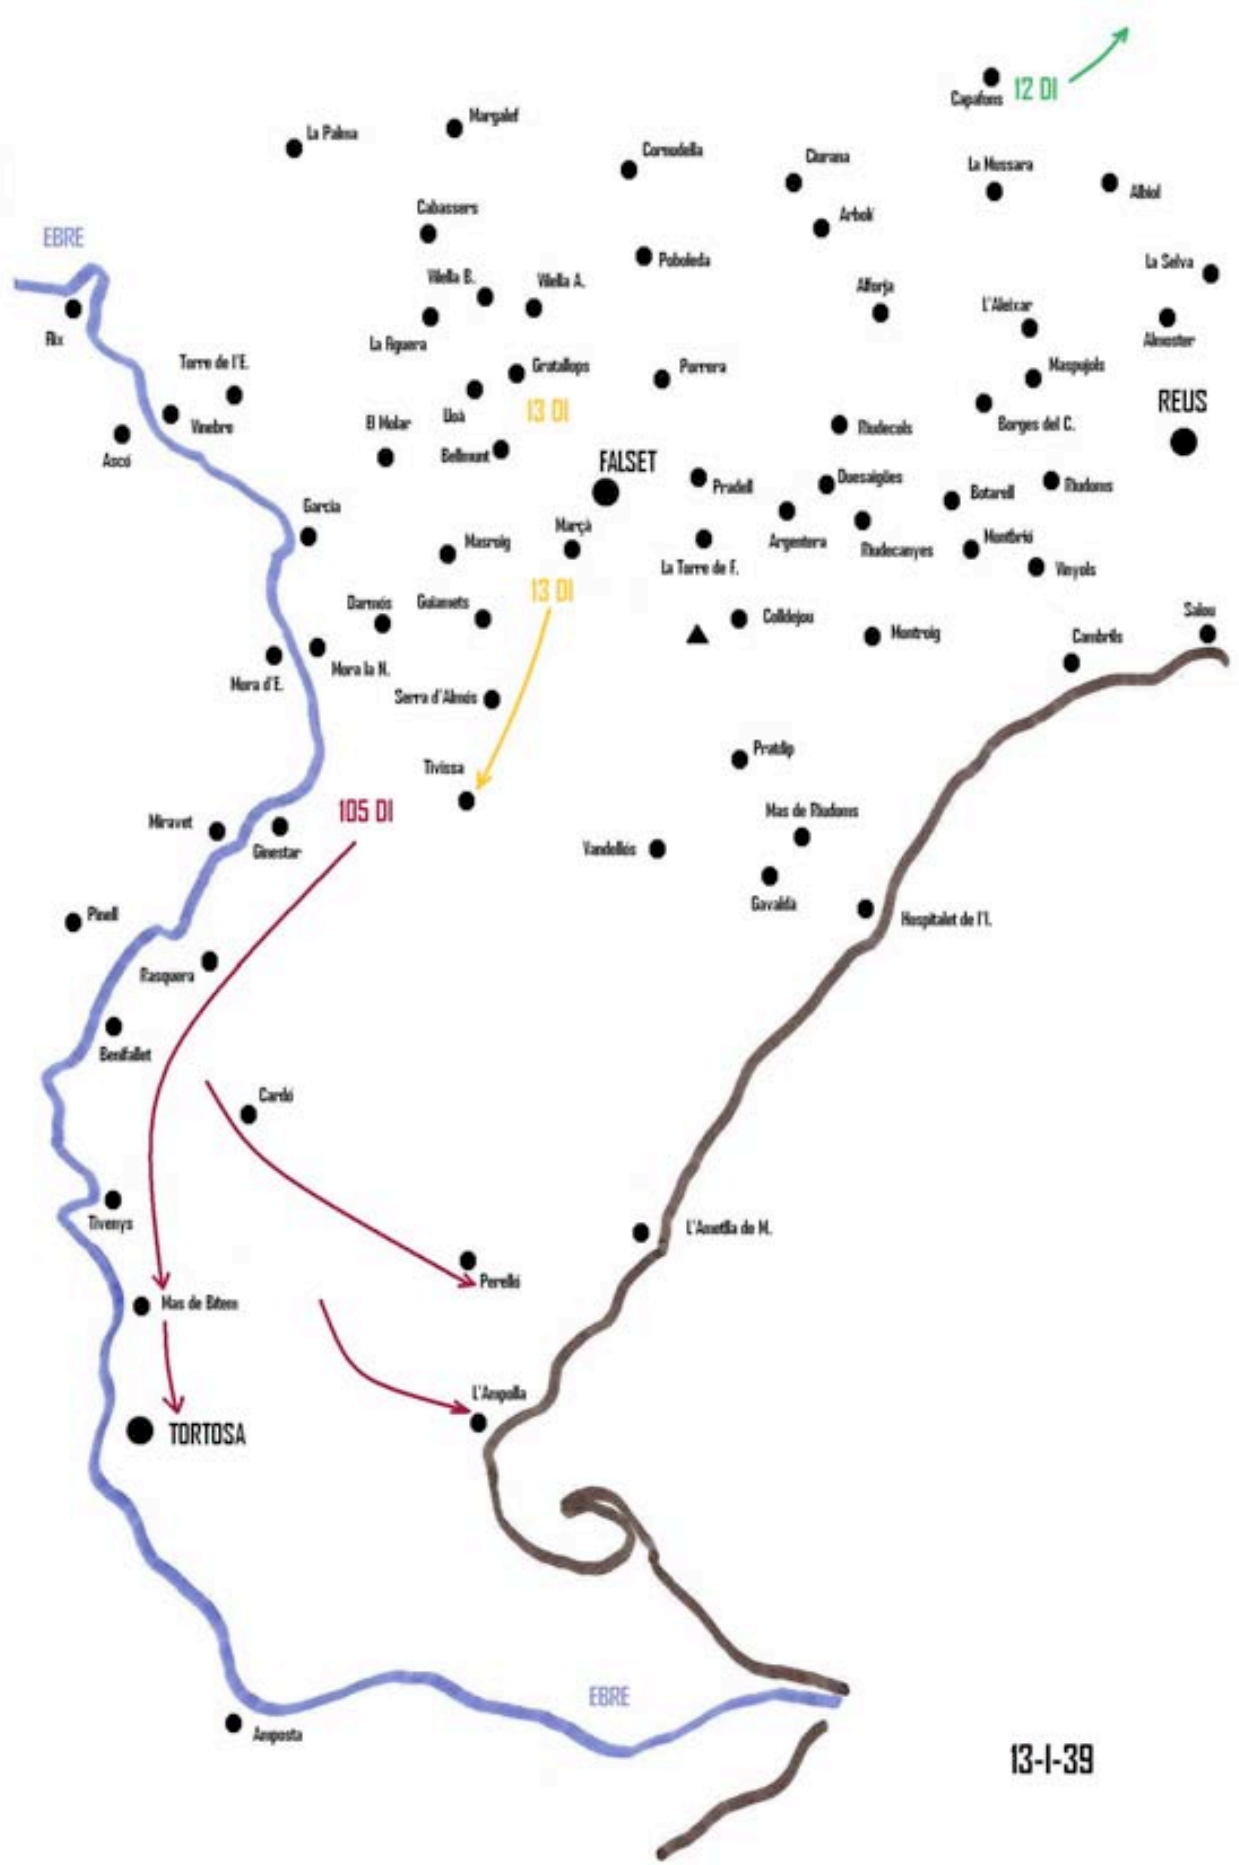 Capafons
12 DI
Margalef
La Palma
Cornudella
Ciurana
La Mussara
Albiol
Cabassers
Arbolí
EBRE
Poboleda
La Selva
Vilella B.
Vilella A.
Alforja
L'Aleixar
Flix
La Figuera
Almoster
Torre de l'E.
Gratallops
Porrera
Maspujols
REUS
Vinebre
El Molar
Lloà
13 DI
Riudecols
Borges del C.
Ascó
Bellmunt
FALSET
Pradell
Duesaigües
Botarell
Riudoms
Garcia
Marçà
Masroig
Argentera
Riudecanyes
Montbrió
La Torre de F.
Vinyols
13 DI
Darmós
Guiamets
Colldejou
Salou
Montroig
Cambrils
Mora la N.
Mora d'E.
Serra d'Almós
Pratdip
Tivissa
105 DI
Mas de Riudoms
Miravet
Ginestar
Vandellós
Gavaldà
Pinell
Hospitalet de l'I.
Rasquera
Benifallet
Cardó
Tivenys
L'Ametlla de M.
Perelló
Mas de Bitem
L'Ampolla
TORTOSA
EBRE
Amposta
13-I-39